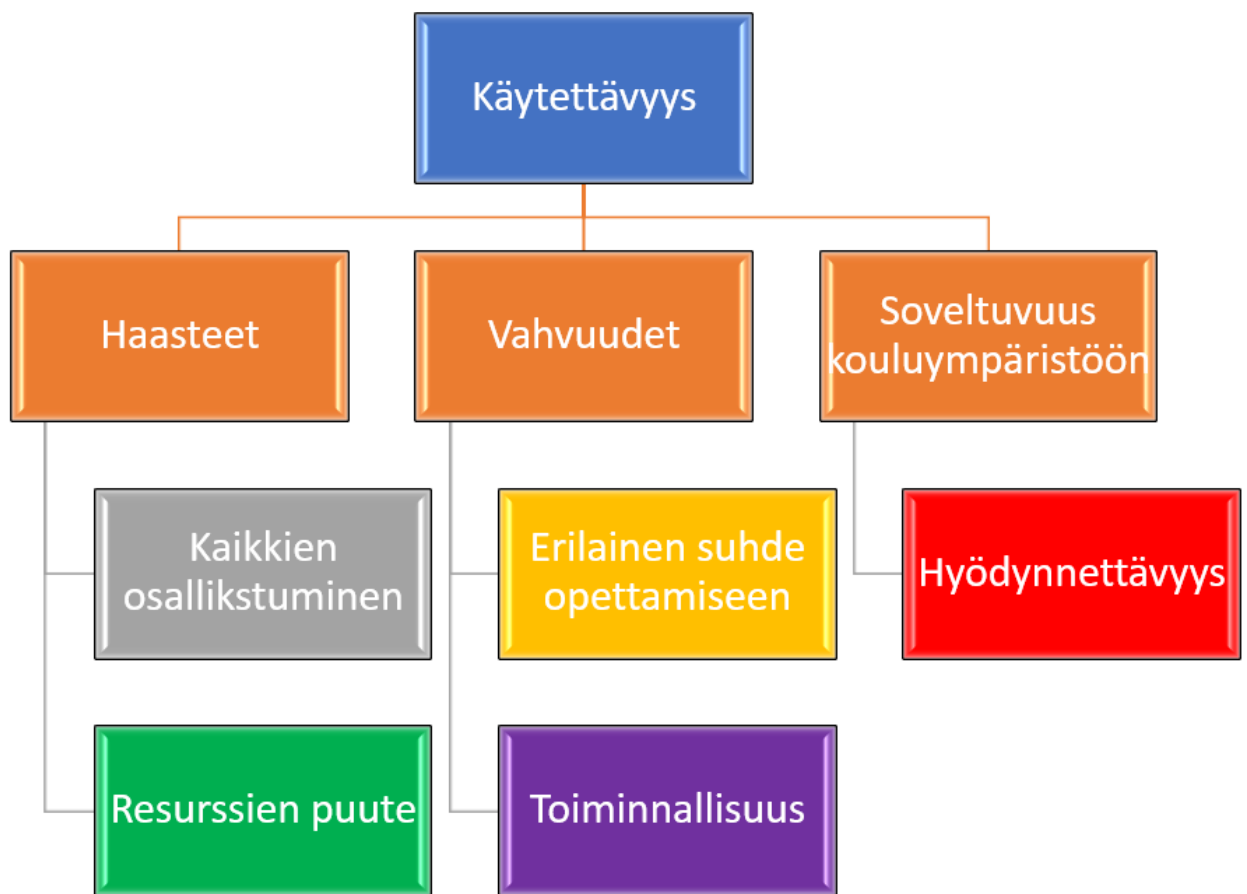 Käytettävyys
Haasteet
Vahvuudet
Soveltuvuus
kouluympäristöön
Kaikkien
osallikstuminen
Erilainen suhde
opettamiseen
Hyödynnettävyys
Resurssien puute
Toiminnallisuus